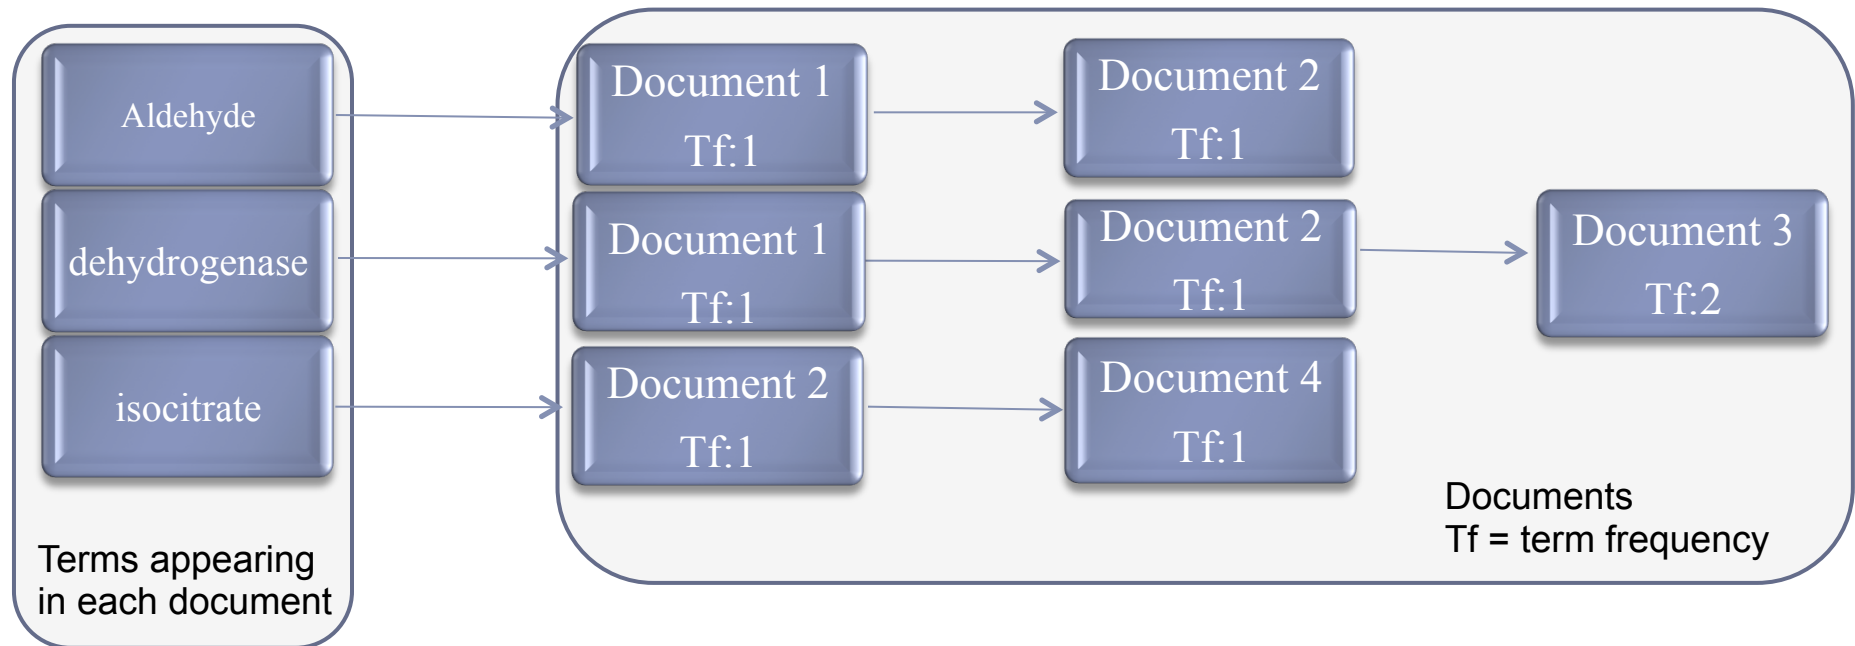 Aldehyde
Document 1
Tf:1
Document 2
Tf:1
dehydrogenase
Document 1
Tf:1
Document 2
Tf:1
Document 3
Tf:2
isocitrate
Document 2
Tf:1
Document 4
Tf:1
Terms appearing
in each document
Documents
Tf = term frequency